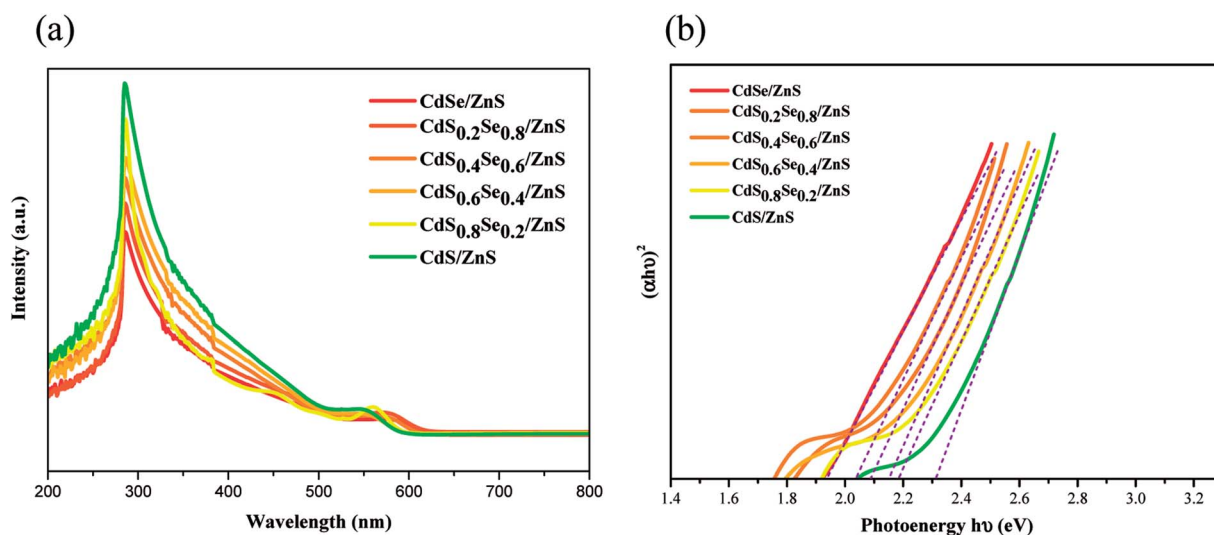 (a)
Intensity (a.u.)
CdSe/ZnS
CdS0.2Se0.8/ZnS
CdS0.4Se0.6/ZnS
CdS0.6Se0.4/ZnS
CdS0.8Se0.2/ZnS
CdS/ZnS
200 300 350 400 500 600 700 800
Wavelength (nm)
(b)
(αhυ)2
CdSe/ZnS
CdS0.2Se0.8/ZnS
CdS0.4Se0.6/ZnS
CdS0.6Se0.4/ZnS
CdS0.8Se0.2/ZnS
CdS/ZnS
1.4 1.6 1.8 2.0 2.2 2.4 2.6 2.8 3.0 3.2
Photoenergy hυ (eV)